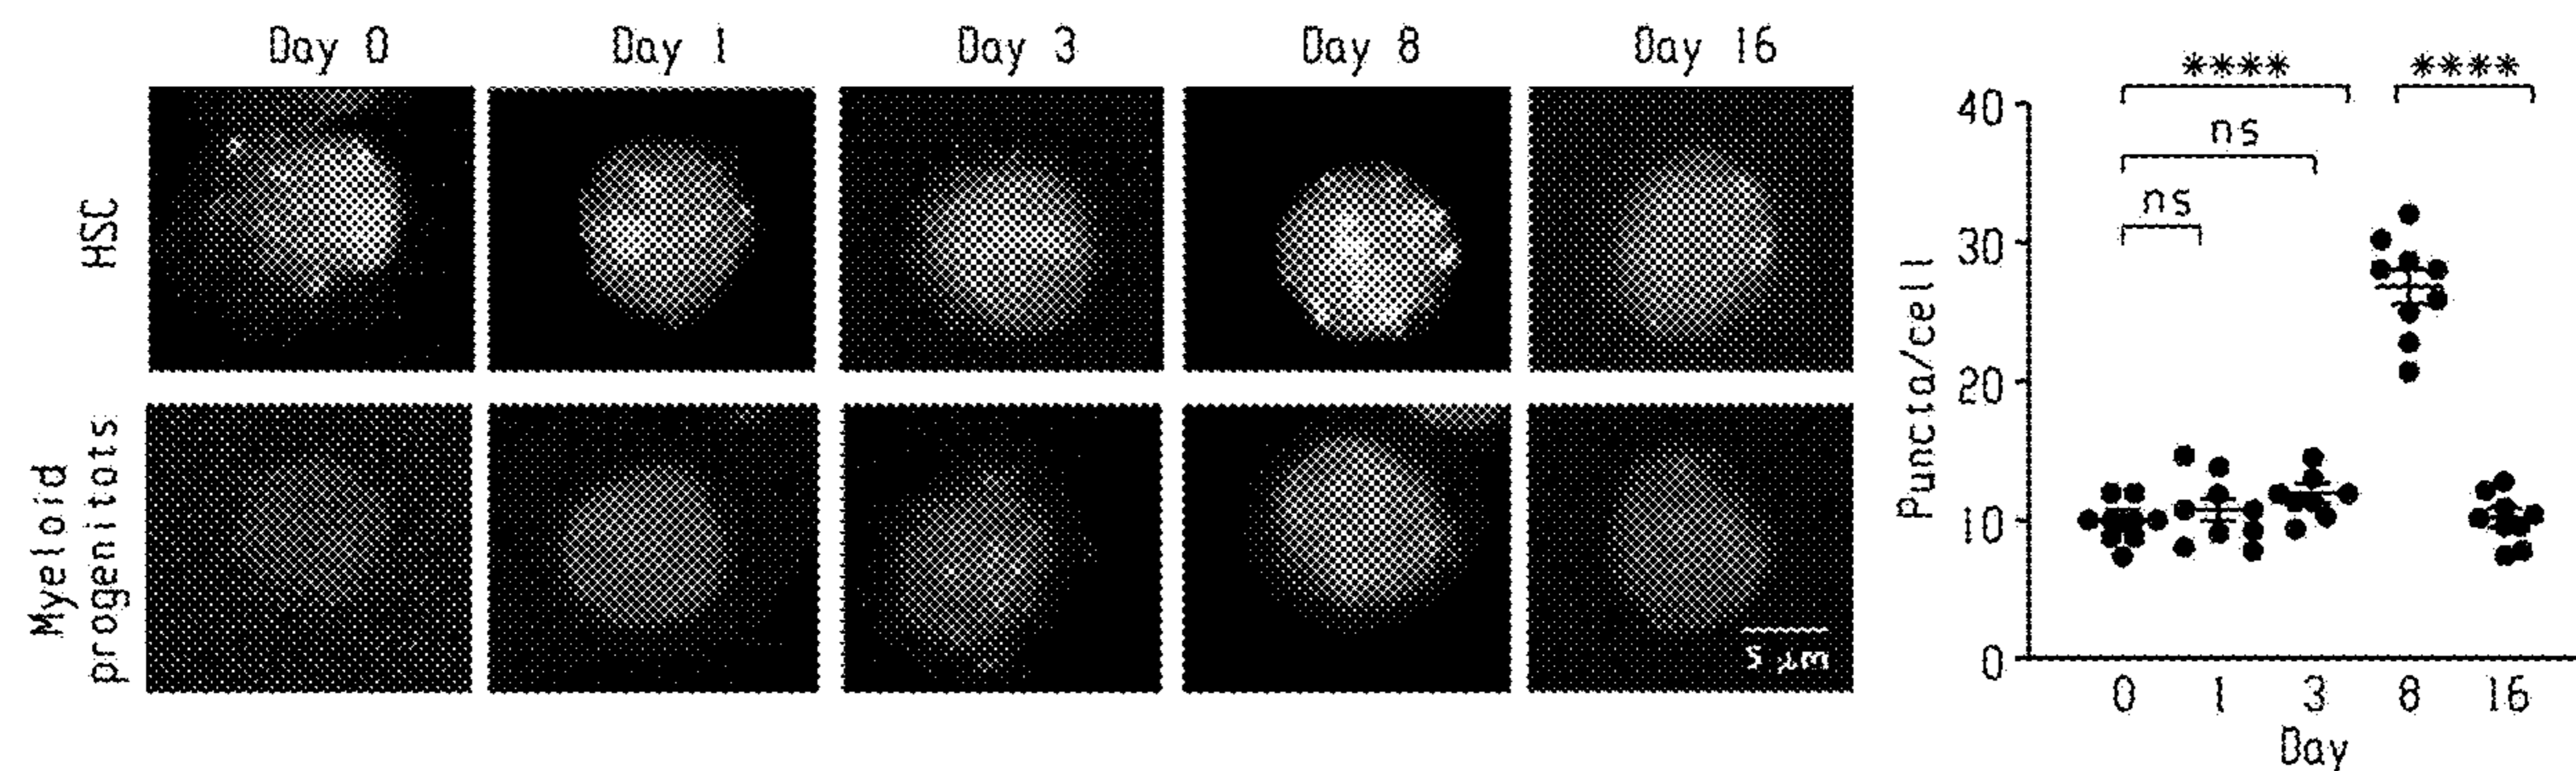 Day 0 Day 1 Day 3 Day 8 Day 16
HSC
Myeloid
progenitots
5 μm
**** ****
ns
ns
Puncta/cell
40
30
20
10
0
0 1 3 8 16
Day